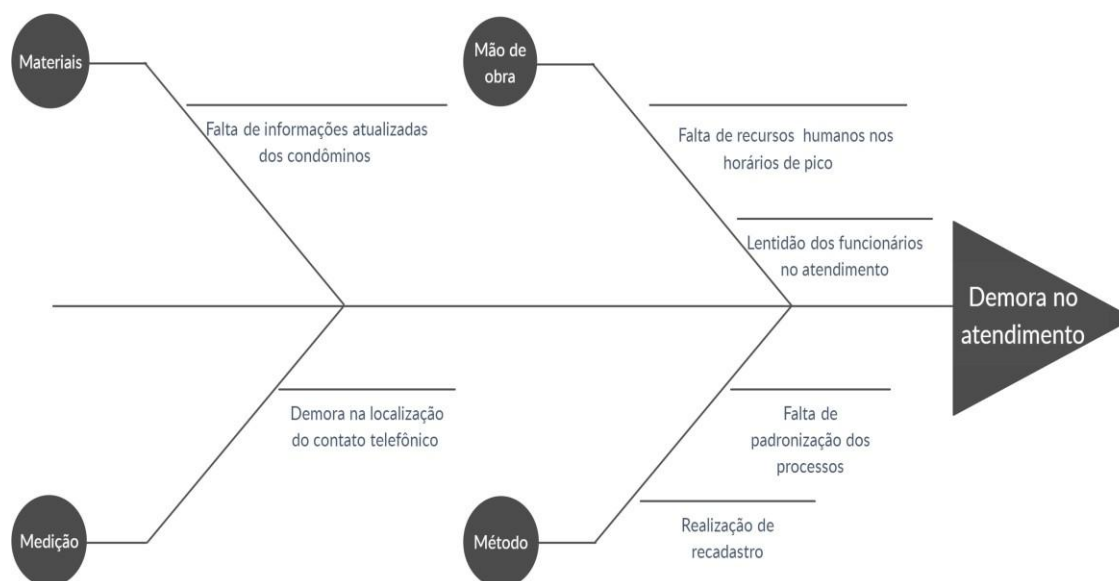 Materiais
Mão de
obra
Falta de informações atualizadas
dos condôminos
Falta de recursos humanos nos
horários de pico
Lentidão dos funcionários
no atendimento
Demora no
atendimento
Demora na localização
do contato telefônico
Falta de
padronização dos
processos
Realização de
recadastro
Medição
Método